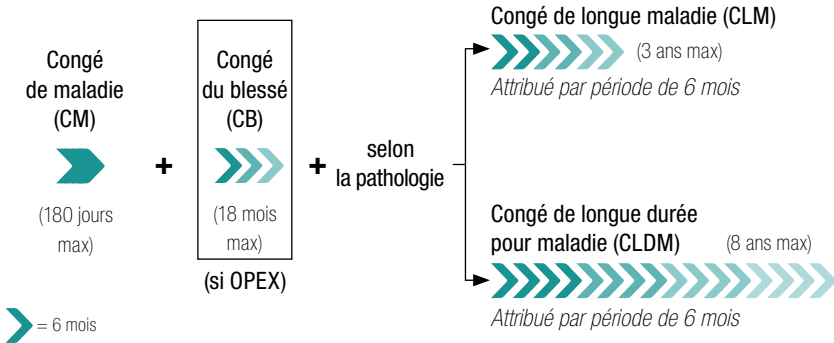 Congé
de maladie
(CM)
(180 jours
max)
+
Congé
du blessé
(CB)
(18 mois
max)
(si OPEX)
+
selon
la pathologie
Congé de longue maladie (CLM)
(3 ans max)
Attribué par période de 6 mois
Congé de longue durée
pour maladie (CLDM) (8 ans max)
Attribué par période de 6 mois
= 6 mois